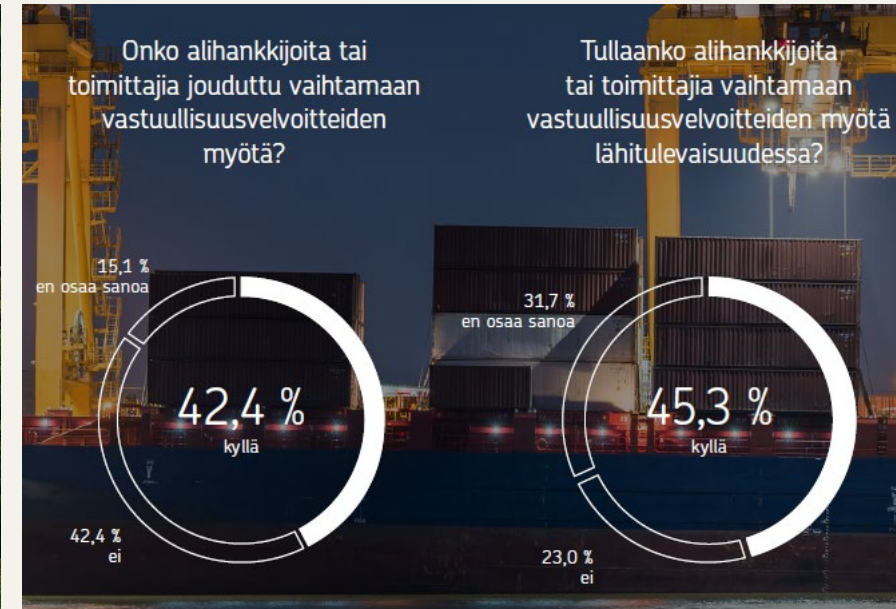 Onko alihankkijoita tai
toimittajia jouduttu vaihtamaan
vastuullisuusvelvoitteiden
myötä?
15,1 %
en osaa sanoa
42,4 %
kyllä
42,4 %
ei
Tullaanko alihankkijoita
tai toimittajia vaihtamaan
vastuullisuusvelvoitteiden myötä
lähitulevaisuudessa?
31,7 %
en osaa sanoa
45,3 %
kyllä
23,0 %
ei